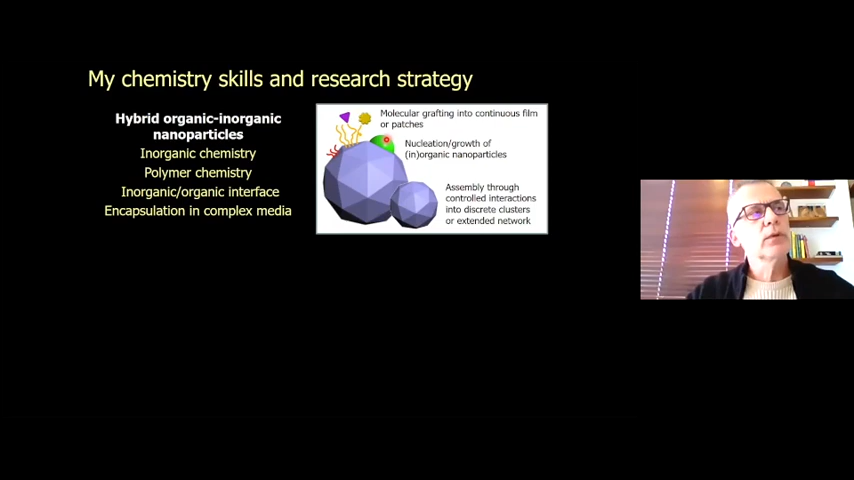 My chemistry skills and research strategy
Hybrid organic-inorganic
nanoparticles
Inorganic chemistry
Polymer chemistry
Inorganic/organic interface
Encapsulation in complex media
Molecular grafting into continuous film
or patches
Nucleation/growth of
(in)organic nanoparticles
Assembly through
controlled interactions
into discrete clusters
or extended network